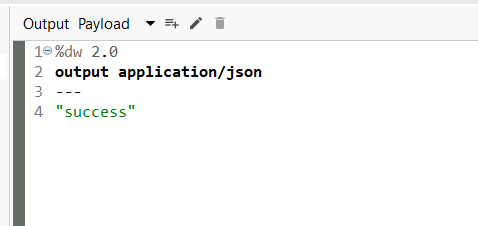 Output Payload
1 %dw 2.0
2 output application/json
3 ---
4 "success"